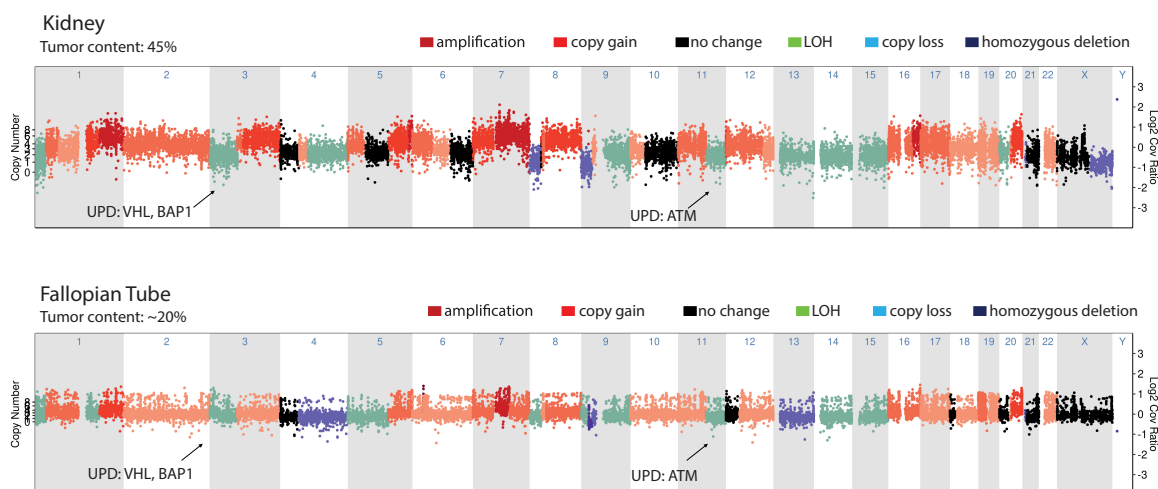 Kidney
Tumor content: 45%
amplification copy gain no change LOH copy loss homozygous deletion
1 2 3 4 5 6 7 8 9 10 11 12 13 14 15 16 17 18 19 20 21 22 X Y
Copy Number
Log2 Cov Ratio
3
2
1
0
-1
-2
-3
UPD: VHL, BAP1
UPD: ATM
Fallopian Tube
Tumor content: ~20%
amplification copy gain no change LOH copy loss homozygous deletion
1 2 3 4 5 6 7 8 9 10 11 12 13 14 15 16 17 18 19 20 21 22 X Y
Copy Number
Log2 Cov Ratio
3
2
1
0
-1
-2
-3
UPD: VHL, BAP1
UPD: ATM